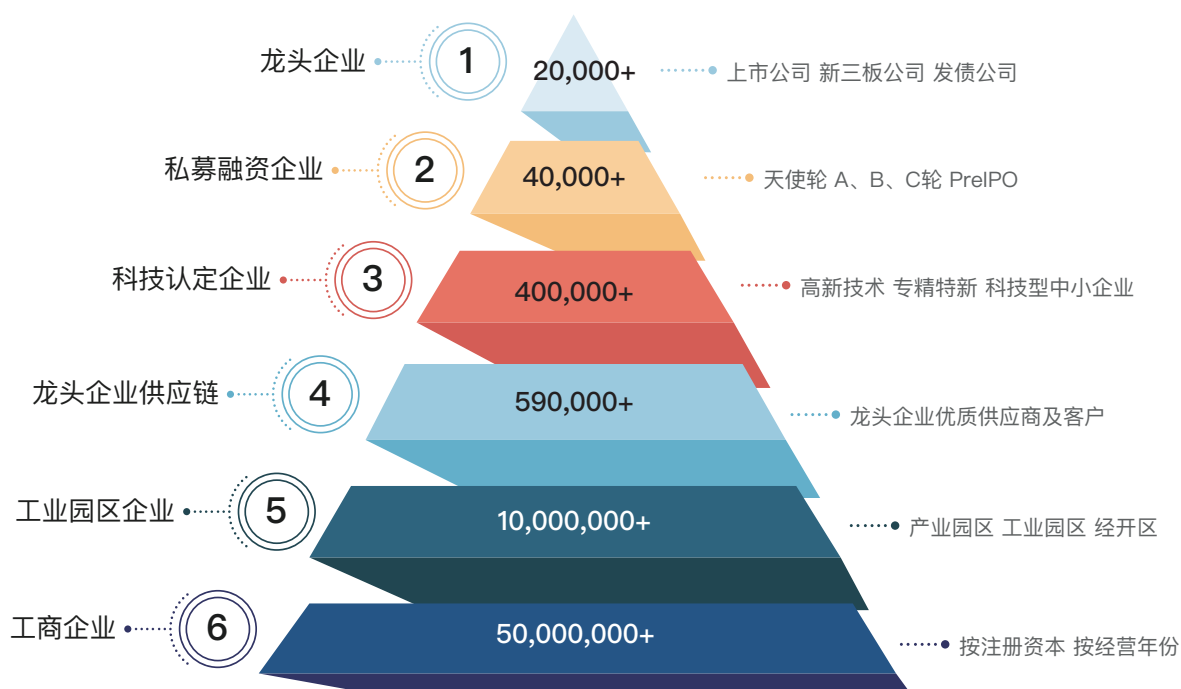 龙头企业 1 20,000+ 上市公司 新三板公司 发债公司
私募融资企业 2 40,000+ 天使轮 A、B、C轮 PreIPO
科技认定企业 3 400,000+ 高新技术 专精特新 科技型中小企业
龙头企业供应链 4 590,000+ 龙头企业优质供应商及客户
工业园区企业 5 10,000,000+ 产业园区 工业园区 经开区
工商企业 6 50,000,000+ 按注册资本 按经营年份